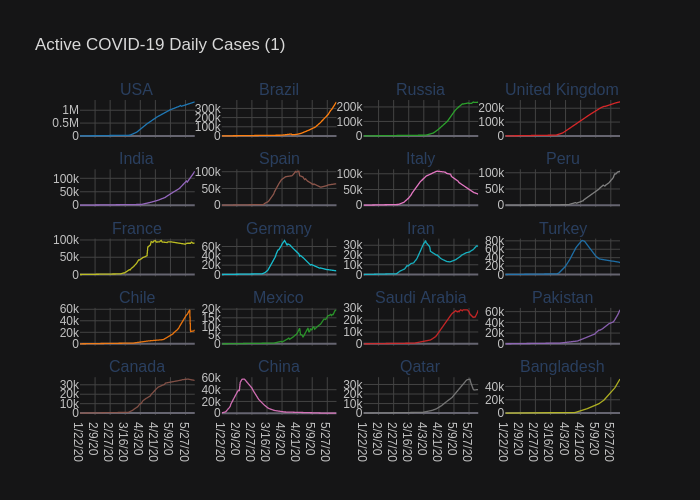 Active COVID-19 Daily Cases (1)
USA Brazil Russia United Kingdom
1M 0.5M 0
300k 200k 100k 0
200k 100k 0
200k 100k 0
India Spain Italy Peru
100k 50k 0
100k 50k 0
100k 50k 0
100k 50k 0
France Germany Iran Turkey
100k 50k 0
60k 40k 20k 0
30k 20k 10k 0
80k 60k 40k 20k 0
Chile Mexico Saudi Arabia Pakistan
60k 40k 20k 0
20k 15k 10k 5k 0
30k 20k 10k 0
60k 40k 20k 0
Canada China Qatar Bangladesh
30k 20k 10k 0
60k 40k 20k 0
30k 20k 10k 0
40k 20k 0
1/22/20 2/9/20 2/27/20 3/16/20 4/3/20 4/21/20 5/9/20 5/27/20
1/22/20 2/9/20 2/27/20 3/16/20 4/3/20 4/21/20 5/9/20 5/27/20
1/22/20 2/9/20 2/27/20 3/16/20 4/3/20 4/21/20 5/9/20 5/27/20
1/22/20 2/9/20 2/27/20 3/16/20 4/3/20 4/21/20 5/9/20 5/27/20